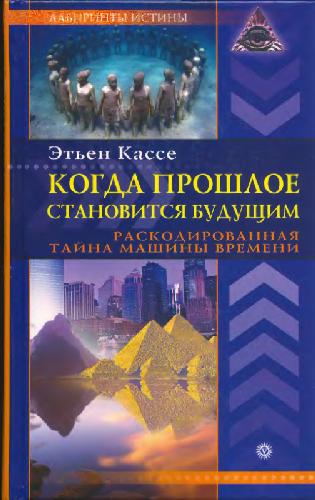 ЛАБИРИНТЫ ИСТИНЫ
Этьен Кассе
КОГДА ПРОШЛОЕ
СТАНОВИТСЯ БУДУЩИМ
РАСКОДИРОВАННАЯ
ТАЙНА МАШИНЫ ВРЕМЕНИ